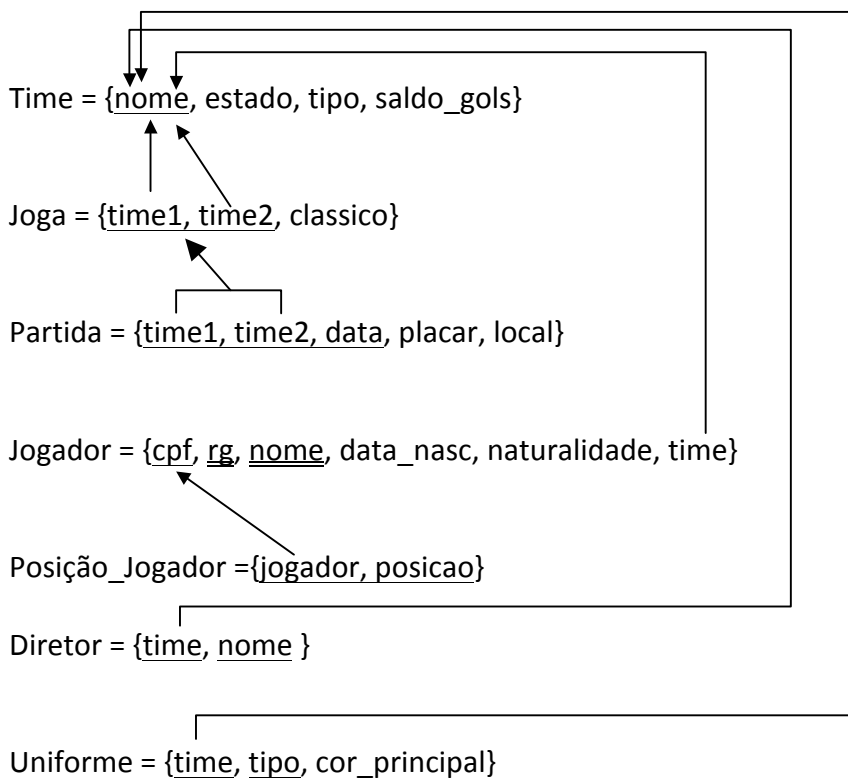 Time = {nome, estado, tipo, saldo_gols}
Joga = {time1, time2, classico}
Partida = {time1, time2, data, placar, local}
Jogador = {cpf, rg, nome, data_nasc, naturalidade, time}
Posição_Jogador ={jogador, posicao}
Diretor = {time, nome }
Uniforme = {time, tipo, cor_principal}